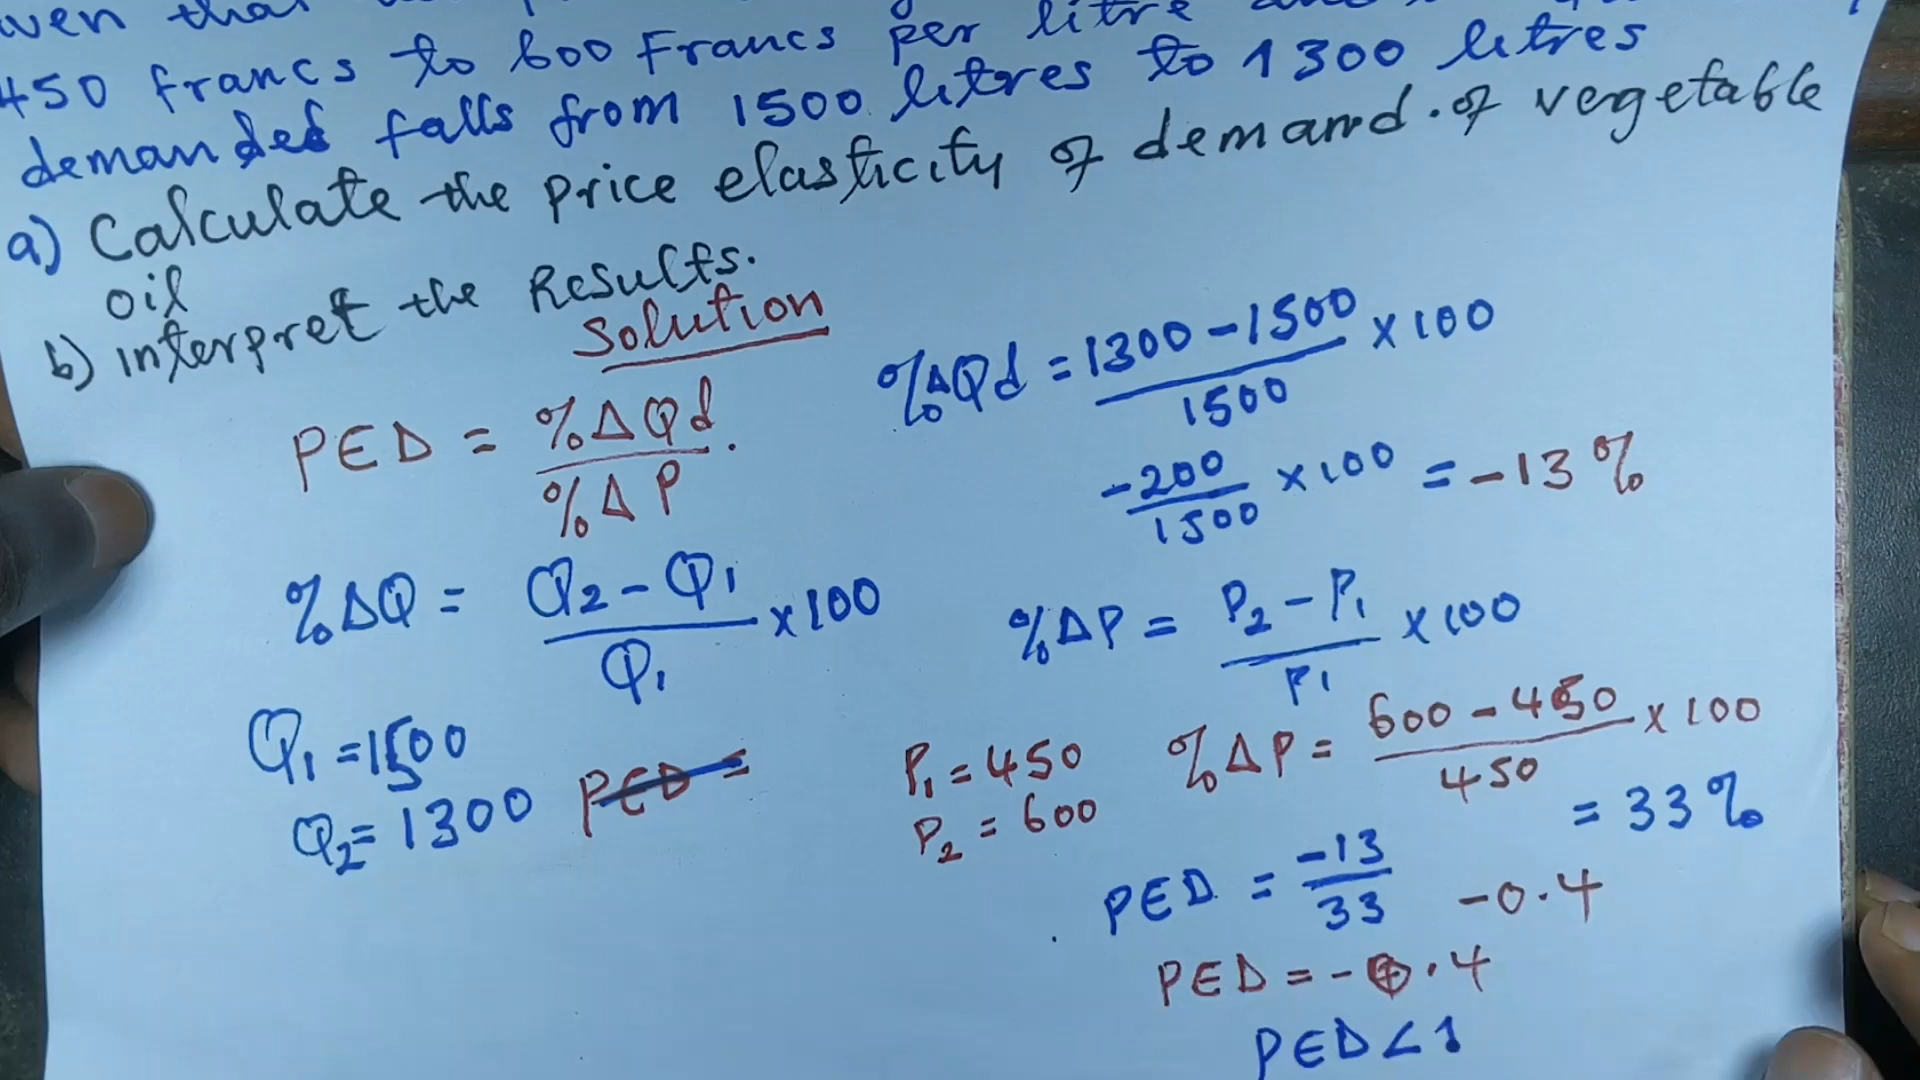 450 francs to 600 Francs per litre
demanded falls from 1500 litres to 1300 litres
a) Calculate the price elasticity of demand.of vegetable
oil
b) interpret the Results.
Solution
PED = %ΔQd / %ΔP.
%ΔQd = 1300 - 1500 / 1500 x 100
-200 / 1500 x 100 = -13%
%ΔQ = Q2 - Q1 / Q1 x 100
%ΔP = P2 - P1 / P1 x 100
Q1 = 1500
Q2 = 1300
PED =
P1 = 450
P2 = 600
%ΔP = 600 - 450 / 450 x 100
= 33%
PED = -13 / 33 -0.4
PED = -0.4
PED < 1